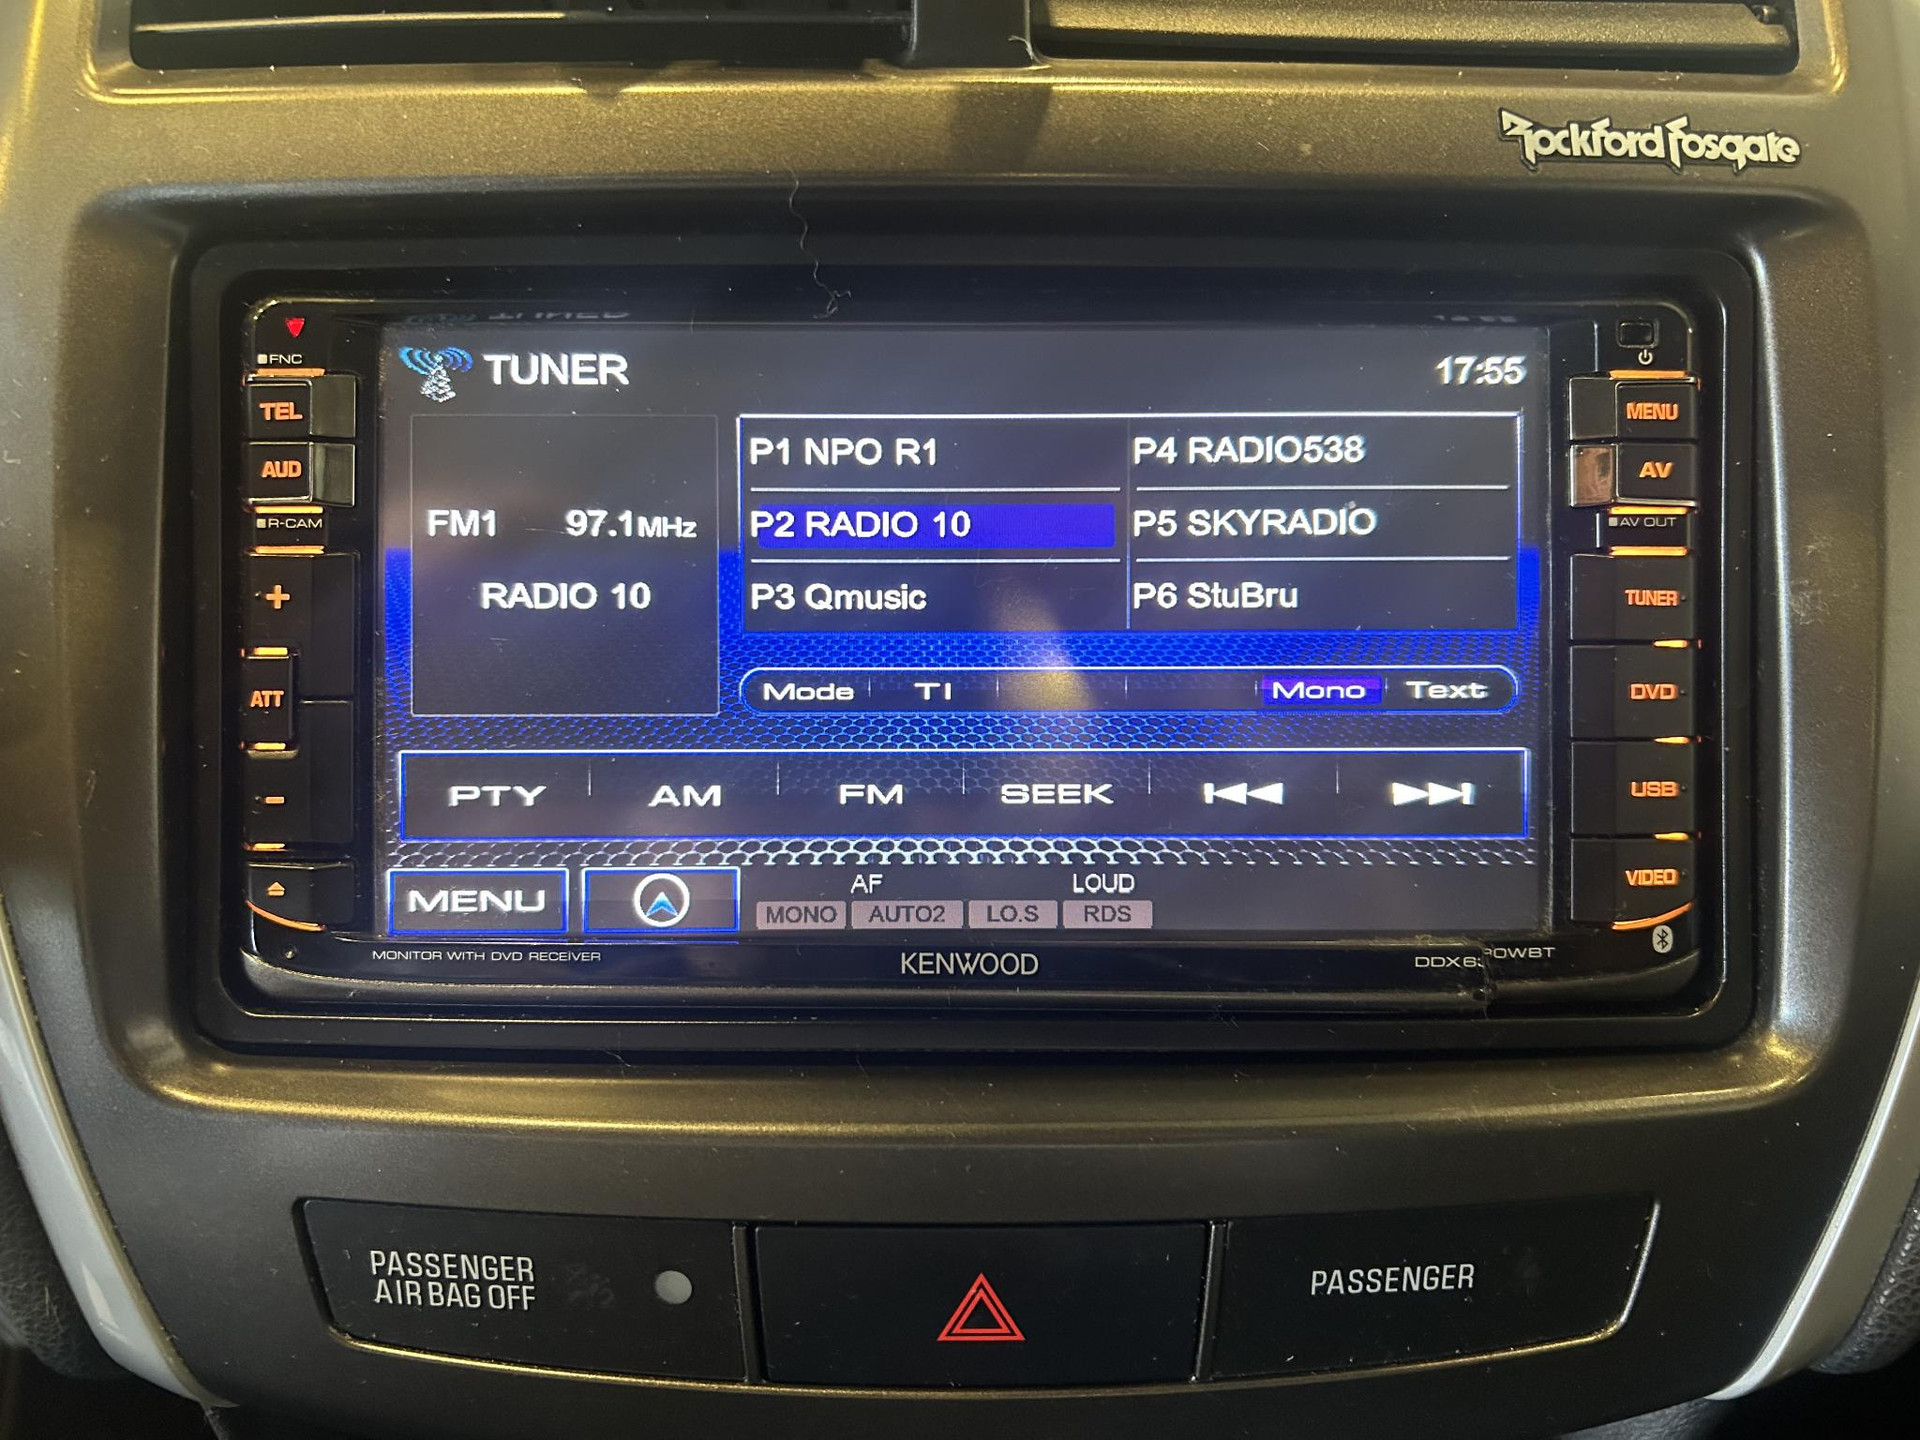 Rockford Fosgate
FNC
TEL
AUD
R-CAM
+
ATT
-
TUNER
17:55
FM1 97.1MHz
RADIO 10
P1 NPO R1
P4 RADIO538
P2 RADIO 10
P5 SKYRADIO
P3 Qmusic
P6 StuBru
Mode TI Mono Text
PTY AM FM SEEK
MENU
AF LOUD
MONO AUTO2 LO.S RDS
MENU
AV
AV OUT
TUNER
DVD
USB
VIDEO
MONITOR WITH DVD RECEIVER
KENWOOD
PASSENGER
AIR BAG OFF
PASSENGER